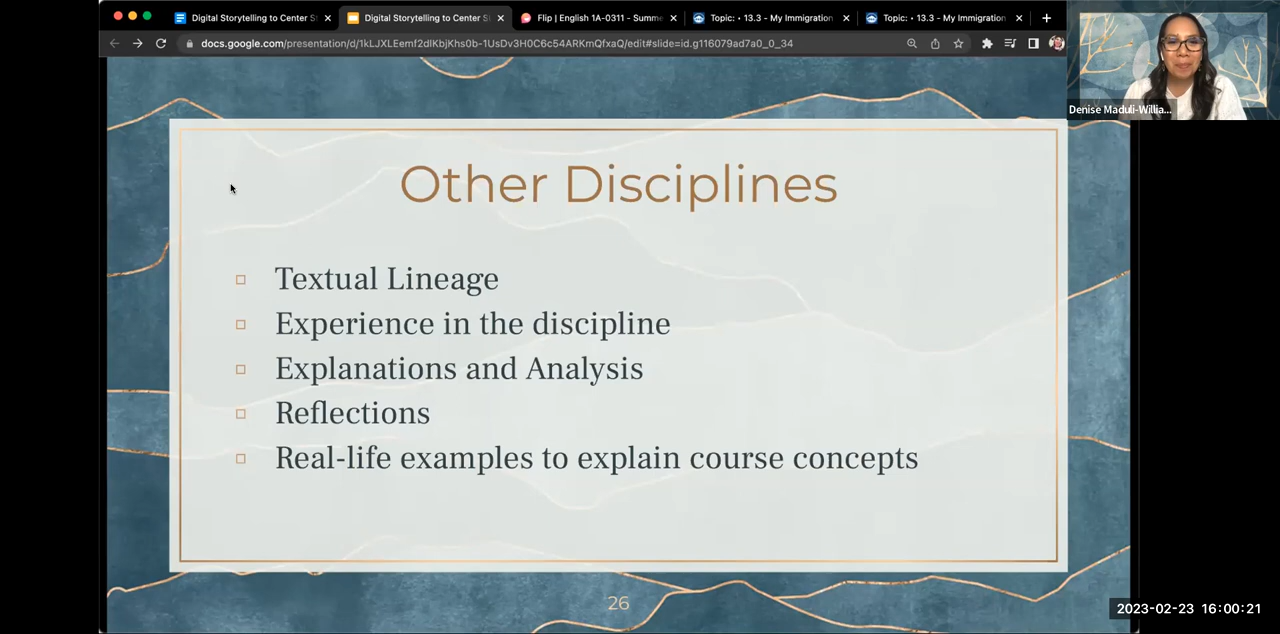 Digital Storytelling to Center S
Digital Storytelling to Center S
Flip | English 1A-0311 - Summe
Topic: • 13.3 - My Immigration
Topic: • 13.3 - My Immigration
docs.google.com/presentation/d/1kLJXLEemf2dlKbjKhs0b-1UsDv3H0C6c54ARKmQfxaQ/edit#slide=id.g116079ad7a0_0_34
Denise Maduli-Willia...
Other Disciplines
Textual Lineage
Experience in the discipline
Explanations and Analysis
Reflections
Real-life examples to explain course concepts
26
2023-02-23 16:00:21